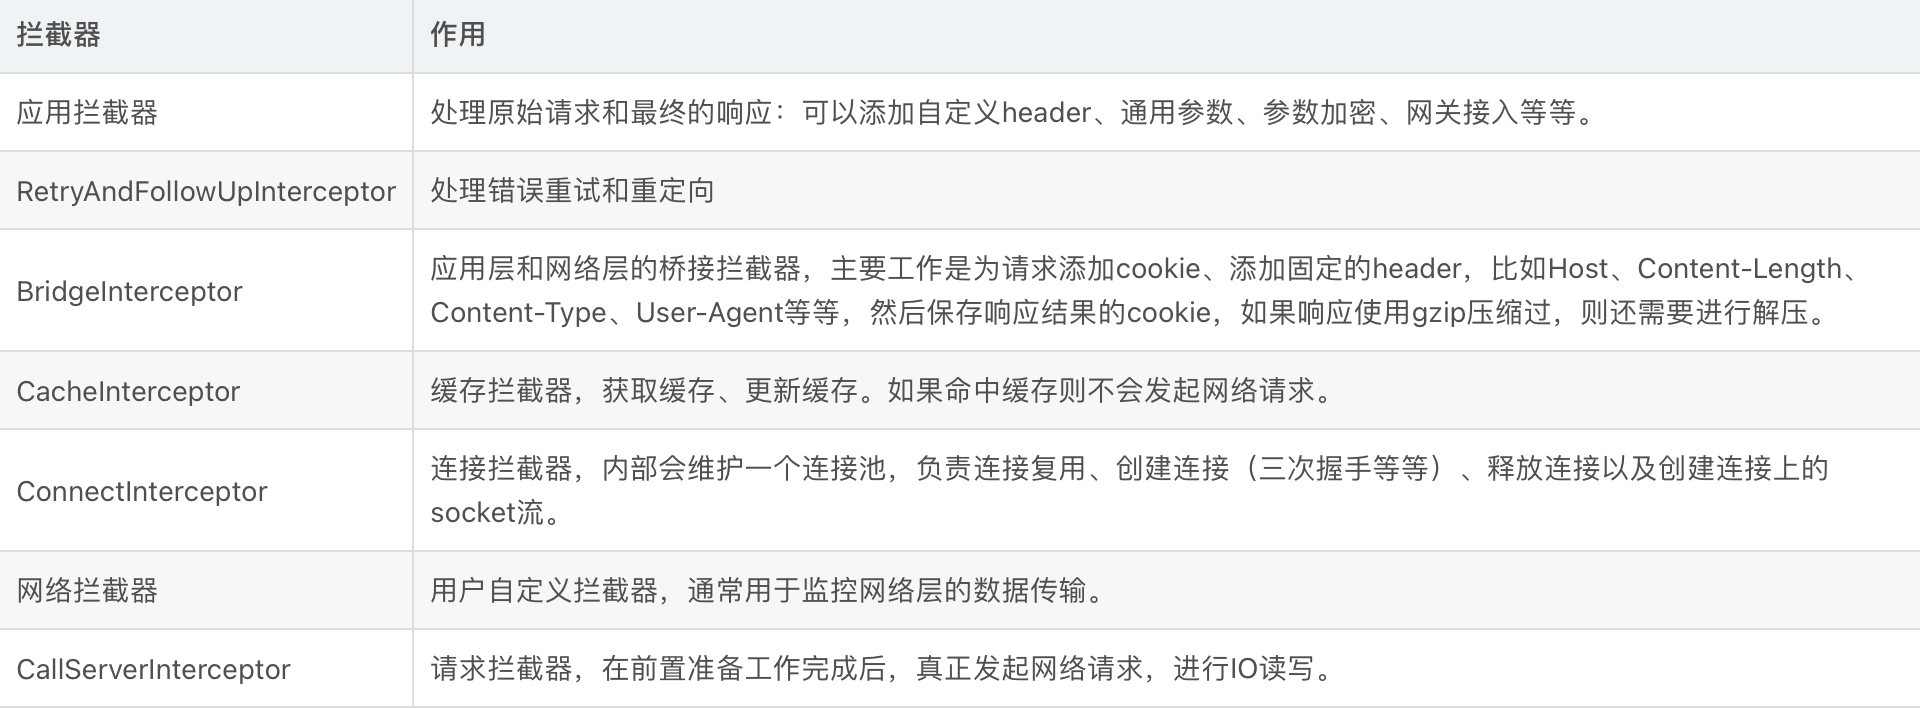 拦截器 作用
应用拦截器 处理原始请求和最终的响应：可以添加自定义header、通用参数、参数加密、网关接入等等。
RetryAndFollowUpInterceptor 处理错误重试和重定向
BridgeInterceptor 应用层和网络层的桥接拦截器，主要工作是为请求添加cookie、添加固定的header，比如Host、Content-Length、
Content-Type、User-Agent等等，然后保存响应结果的cookie，如果响应使用gzip压缩过，则还需要进行解压。
CacheInterceptor 缓存拦截器，获取缓存、更新缓存。如果命中缓存则不会发起网络请求。
ConnectInterceptor 连接拦截器，内部会维护一个连接池，负责连接复用、创建连接（三次握手等等）、释放连接以及创建连接上的
socket流。
网络拦截器 用户自定义拦截器，通常用于监控网络层的数据传输。
CallServerInterceptor 请求拦截器，在前置准备工作完成后，真正发起网络请求，进行IO读写。